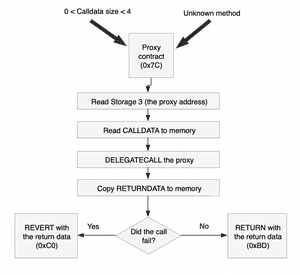 0 < Calldata size < 4
Unknown method
Proxy
contract
(0x7C)
Read Storage 3 (the proxy address)
Read CALLDATA to memory
DELEGATECALL the proxy
Copy RETURNDATA to memory
REVERT with
the return data
(0xC0)
Yes
Did the call
fail?
No
RETURN with
the return data
(0xBD)